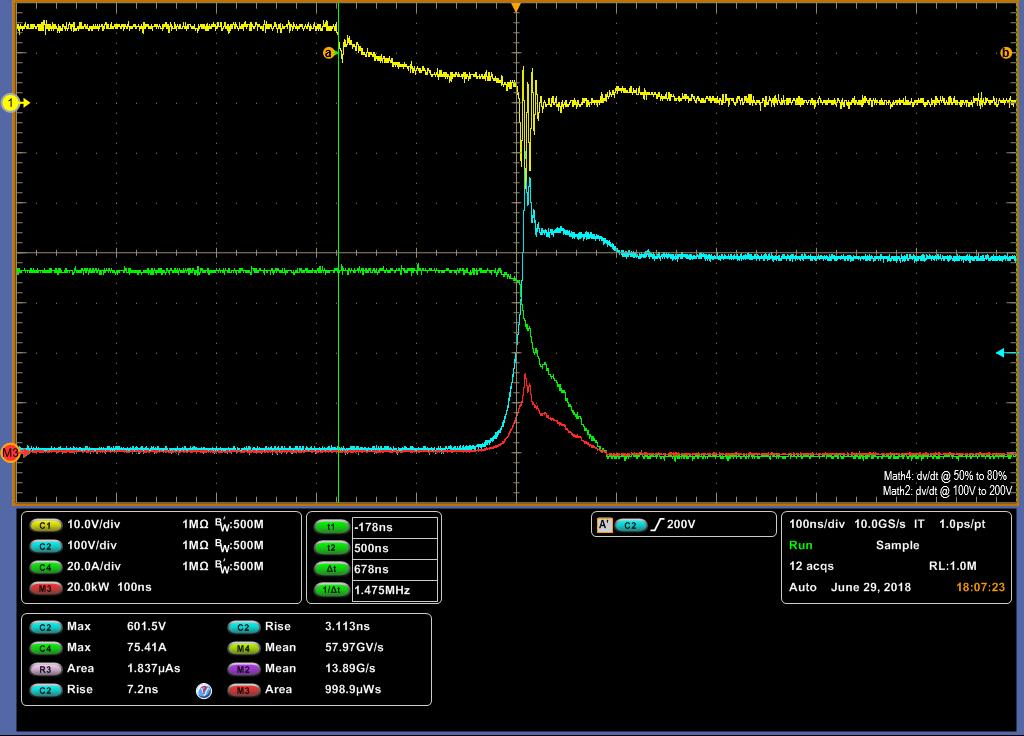 a
b
1
M3
Math4: dv/dt @ 50% to 80%
Math2: dv/dt @ 100V to 200V
C1 10.0V/div 1MΩ BW:500M
C2 100V/div 1MΩ BW:500M
C4 20.0A/div 1MΩ BW:500M
M3 20.0kW 100ns
t1 -178ns
t2 500ns
Δt 678ns
1/Δt 1.475MHz
A' C2 200V
100ns/div 10.0GS/s IT 1.0ps/pt
Run Sample
12 acqs RL:1.0M
Auto June 29, 2018 18:07:23
C2 Max 601.5V C2 Rise 3.113ns
C4 Max 75.41A M4 Mean 57.97GV/s
R3 Area 1.837µAs M2 Mean 13.89G/s
C2 Rise 7.2ns M3 Area 998.9µWs